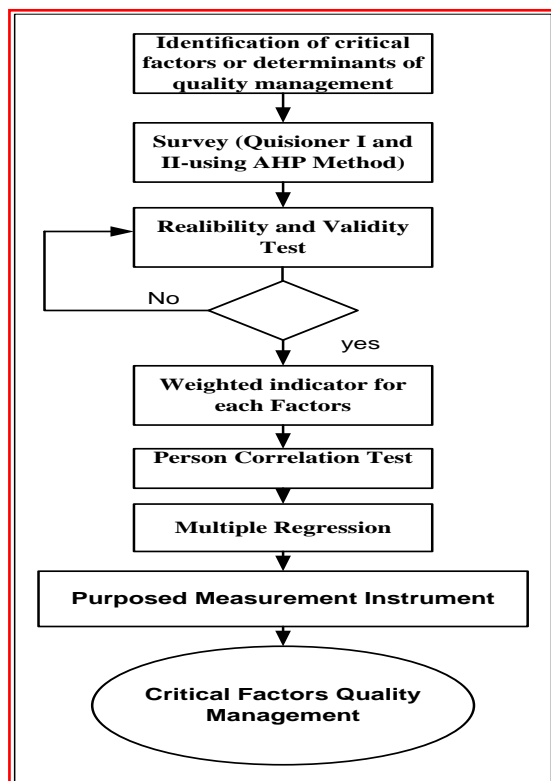 Identification of critical
factors or determinants of
quality management
Survey (Quisioner I and
II-using AHP Method)
Realibility and Validity
Test
No
yes
Weighted indicator for
each Factors
Person Correlation Test
Multiple Regression
Purposed Measurement Instrument
Critical Factors Quality
Management